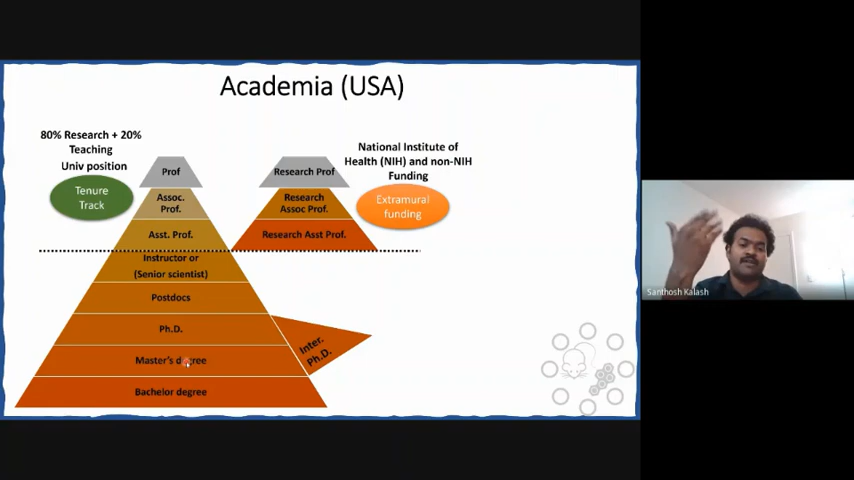 Academia (USA)
80% Research + 20%
Teaching
Univ position
Tenure
Track
Prof
Assoc.
Prof.
Asst. Prof.
Instructor or
(Senior scientist)
Postdocs
Ph.D.
Master's degree
Bachelor degree
Inter.
Ph.D.
Research Prof
Research
Assoc Prof.
Research Asst Prof.
National Institute of
Health (NIH) and non-NIH
Funding
Extramural
funding
Santhosh Kalash